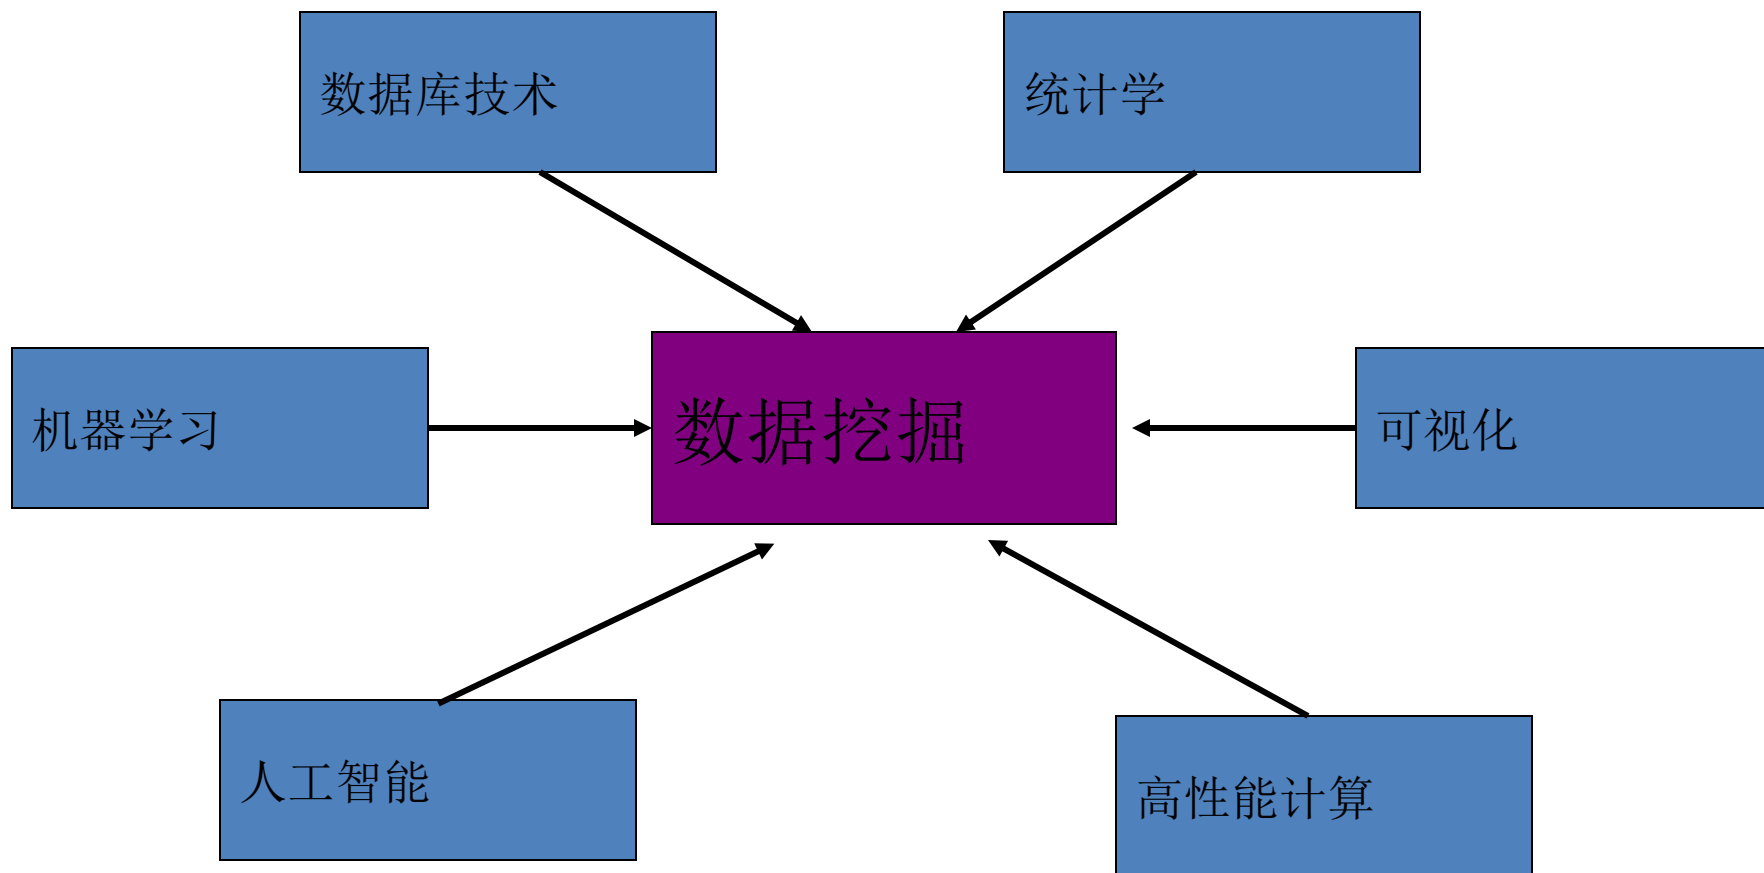 数据库技术
统计学
机器学习
数据挖掘
可视化
人工智能
高性能计算